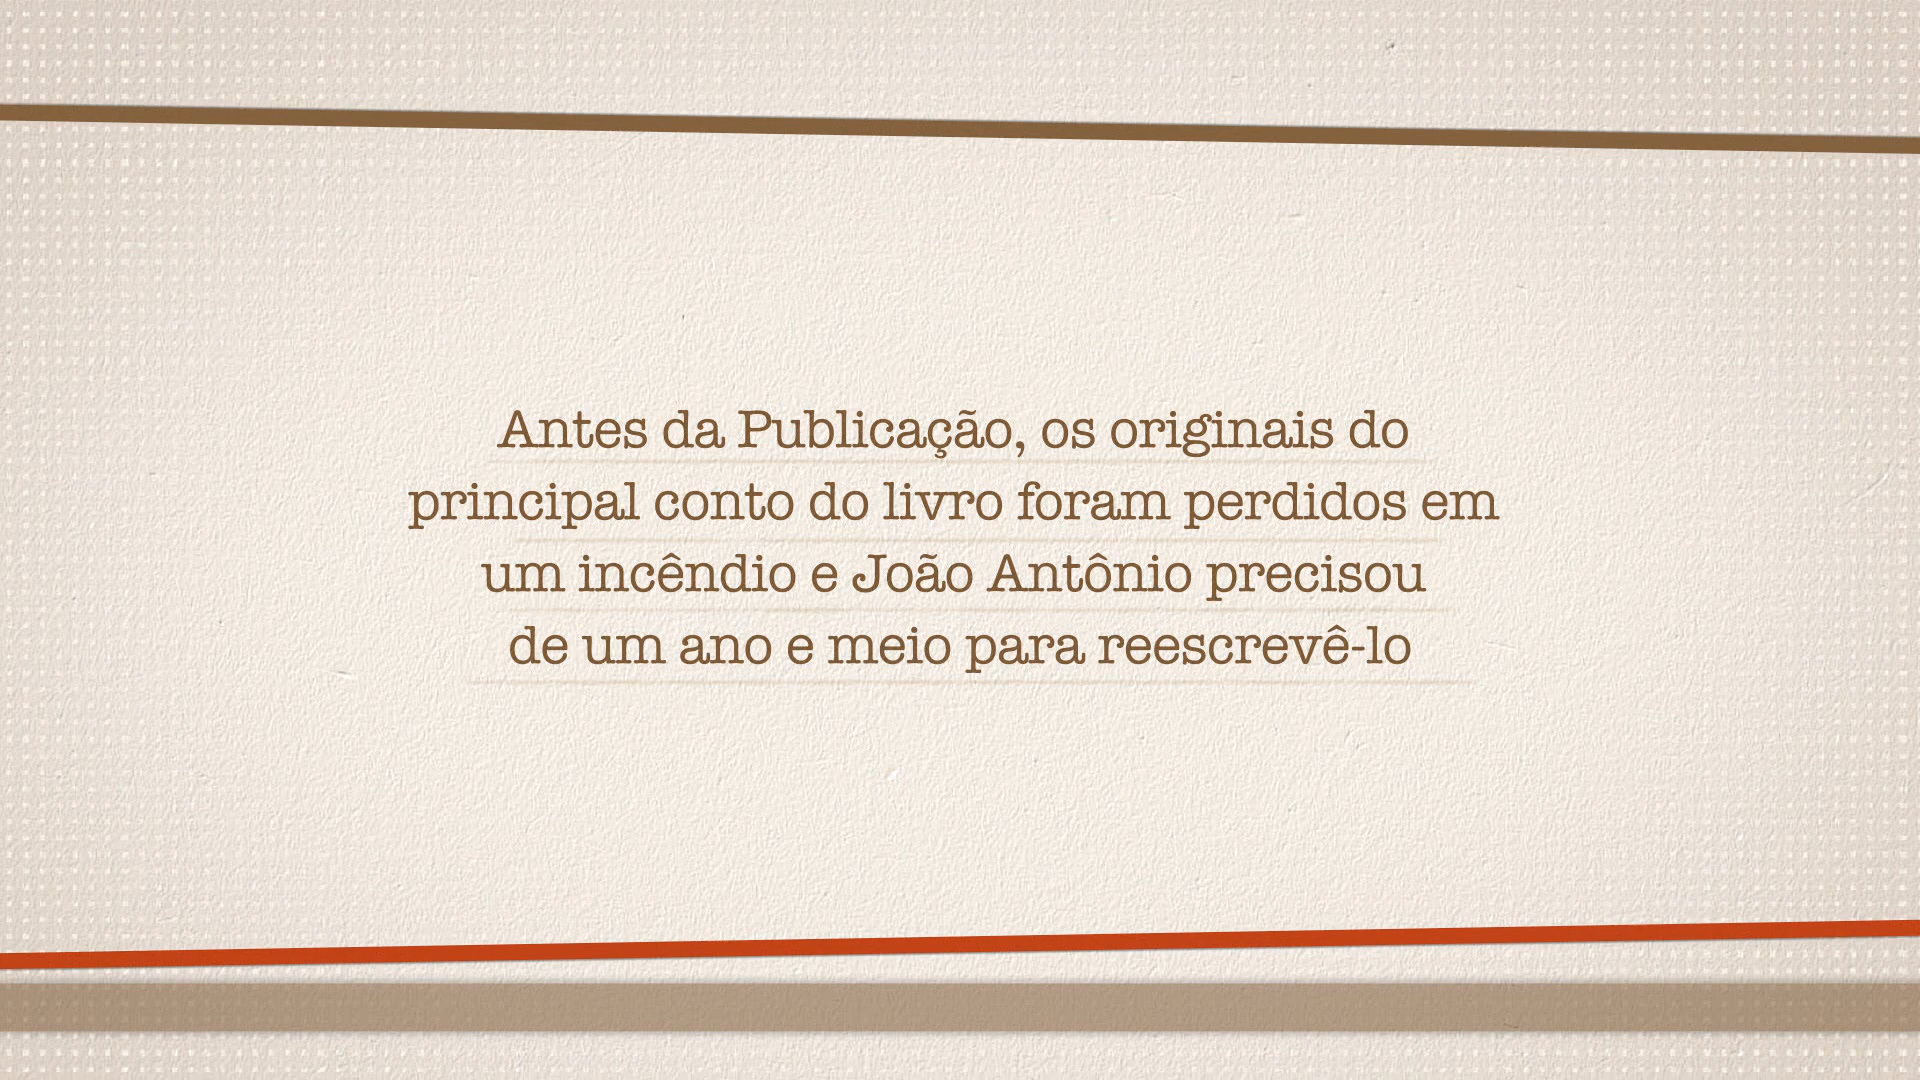 Antes da Publicação, os originais do
principal conto do livro foram perdidos em
um incêndio e João Antônio precisou
de um ano e meio para reescrevê-lo